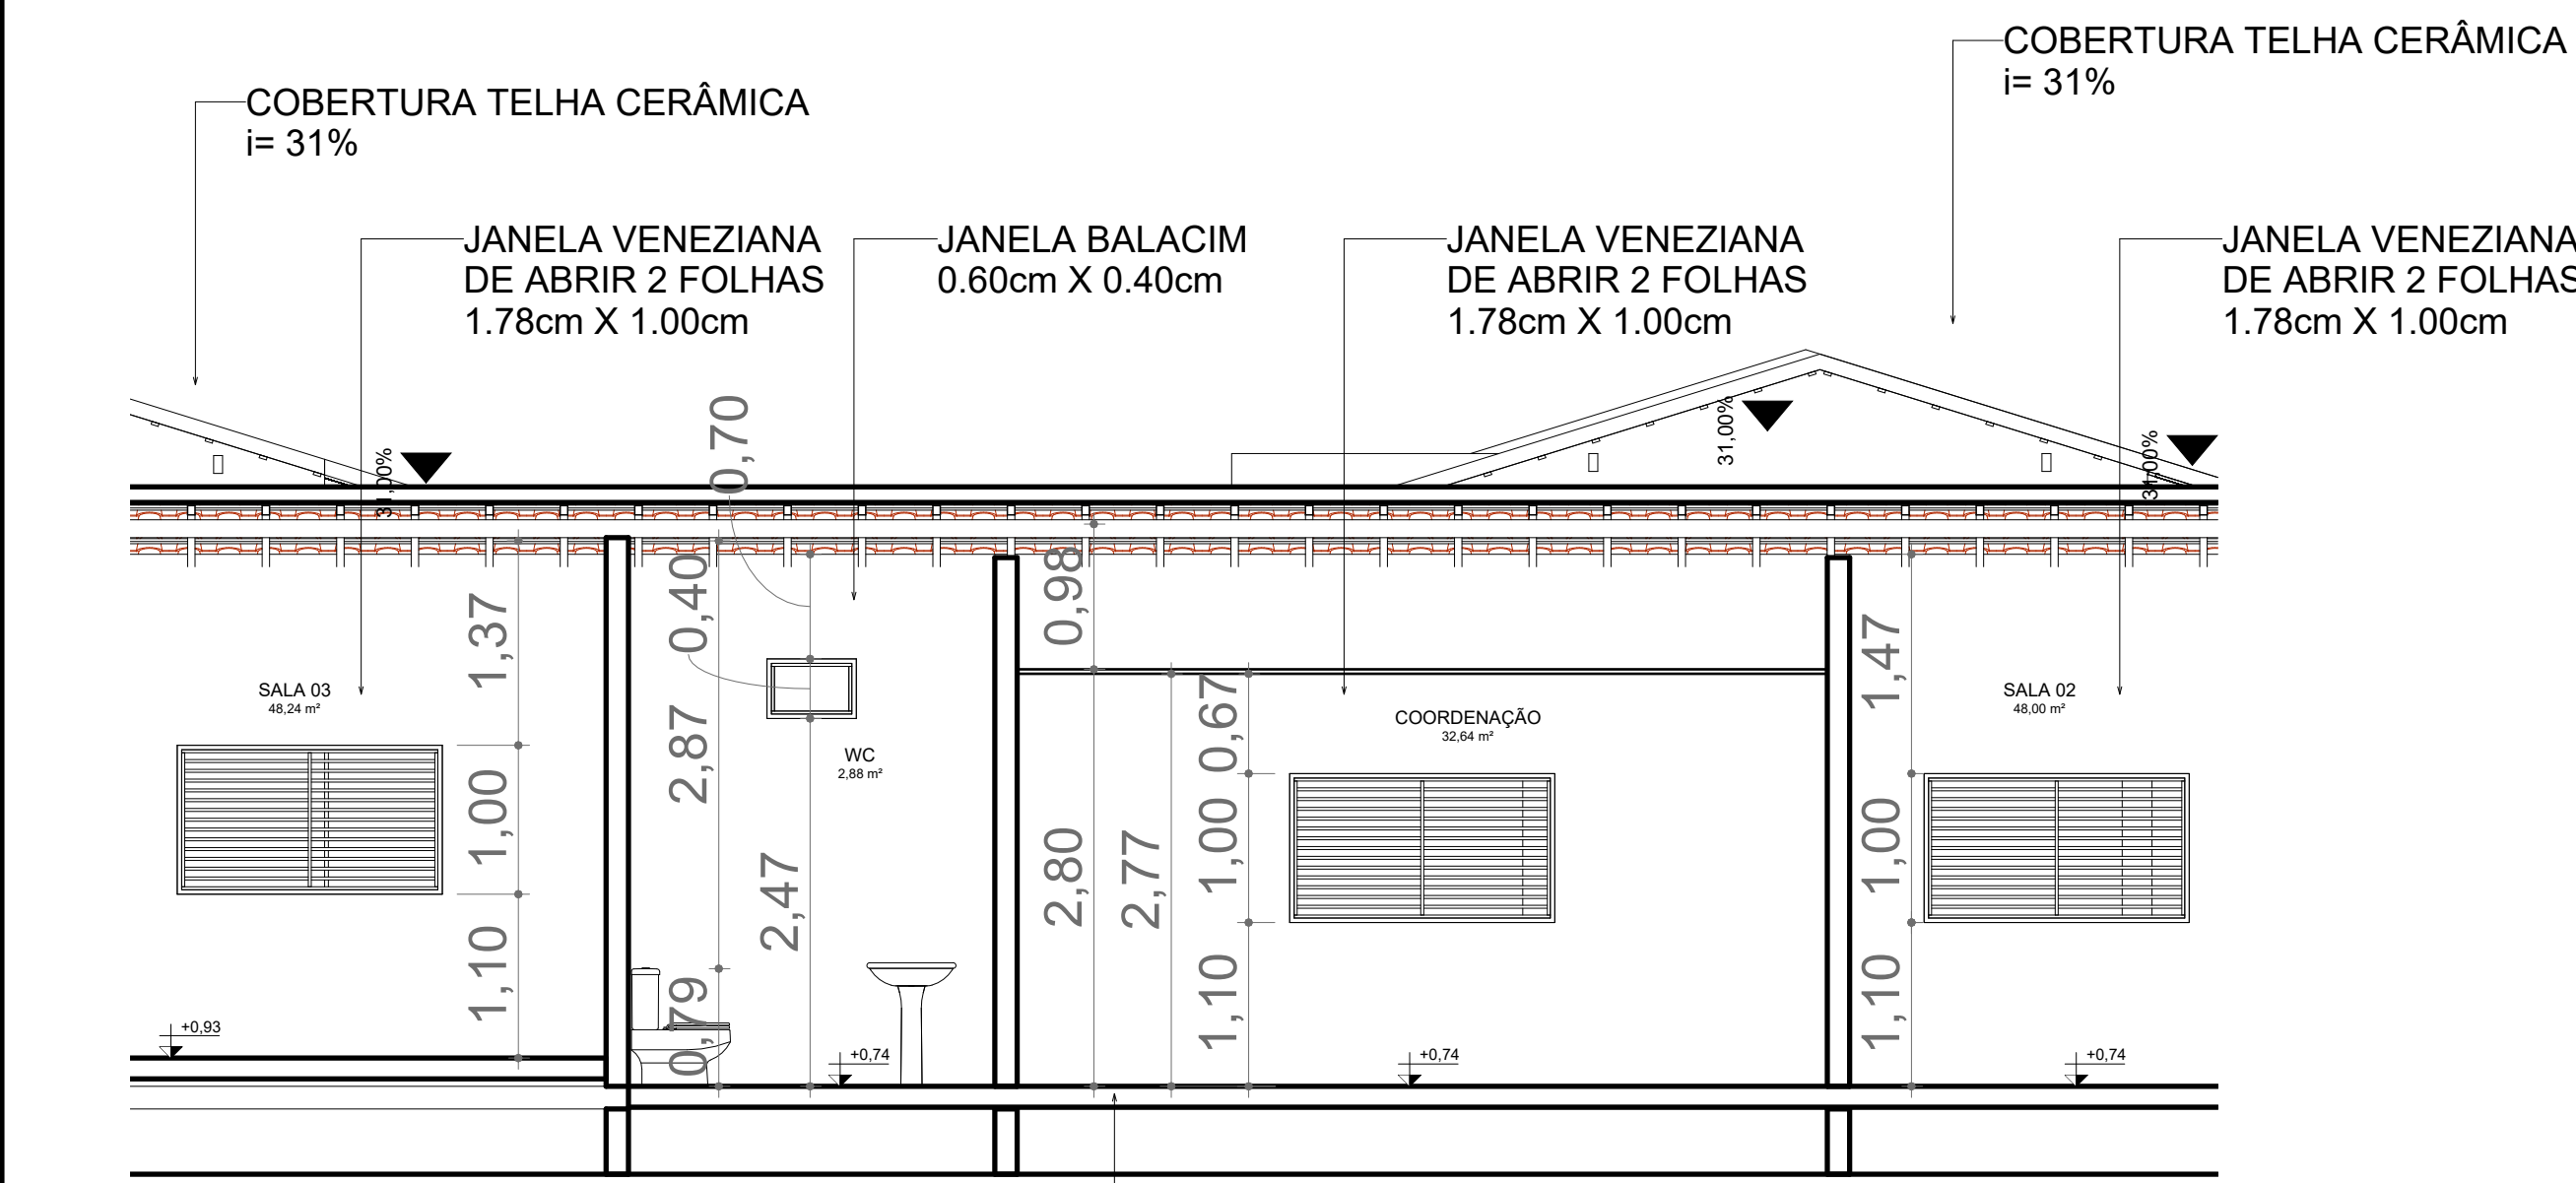 COBERTURA TELHA CERÂMICA
i= 31%
COBERTURA TELHA CERÂMICA
i= 31%
JANELA VENEZIANA
DE ABRIR 2 FOLHAS
1.78cm X 1.00cm
JANELA BALACIM
0.60cm X 0.40cm
JANELA VENEZIANA
DE ABRIR 2 FOLHAS
1.78cm X 1.00cm
JANELA VENEZIANA
DE ABRIR 2 FOLHAS
1.78cm X 1.00cm
31,00%
31,00%
31,00%
0,70
1,37
1,00
1,10
0,40
2,87
0,79
2,47
0,98
2,80
2,77
0,67
1,00
1,10
1,47
1,00
1,10
SALA 03
48,24 m²
WC
2,88 m²
COORDENAÇÃO
32,64 m²
SALA 02
48,00 m²
+0,93
+0,74
+0,74
+0,74